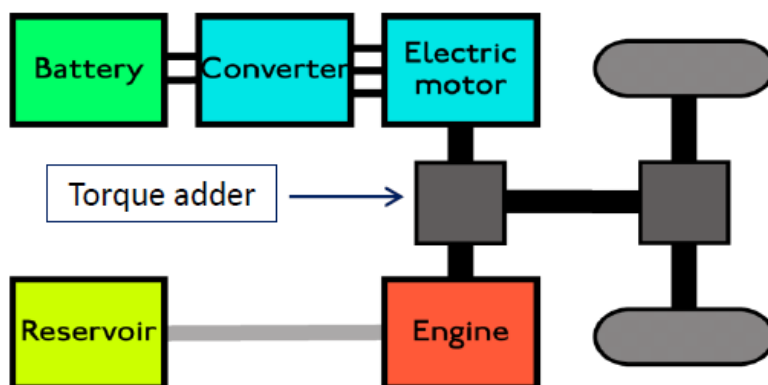 Battery
Converter
Electric
motor
Torque adder
Reservoir
Engine